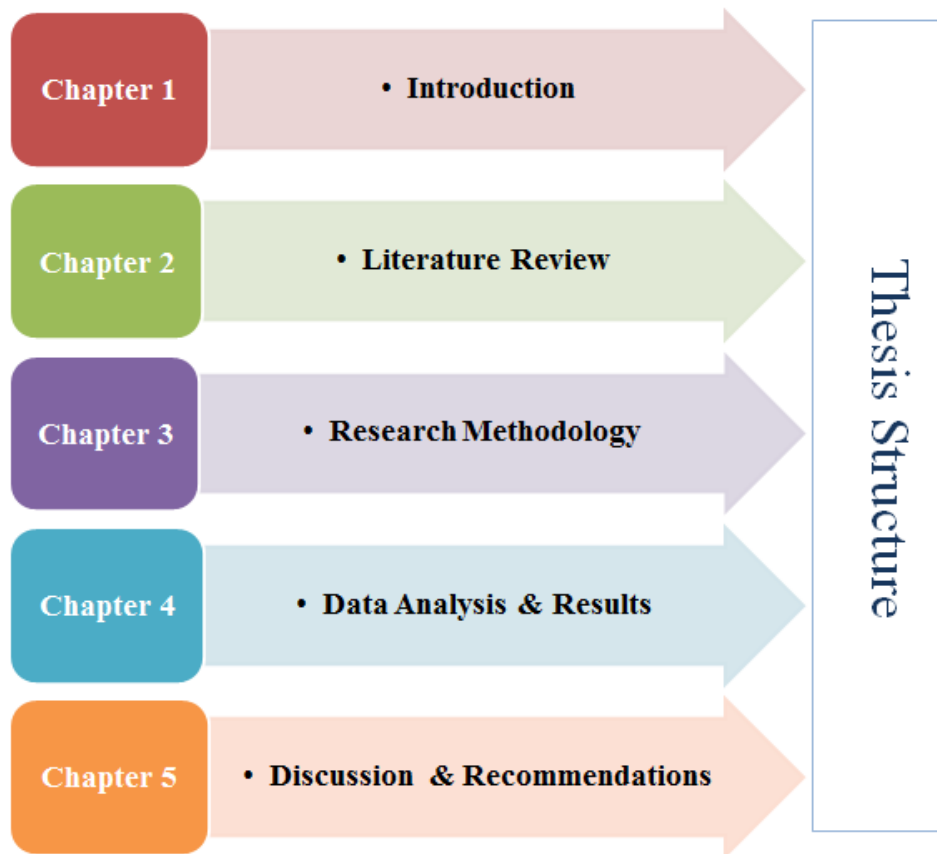 Chapter 1
• Introduction
Chapter 2
• Literature Review
Chapter 3
• Research Methodology
Chapter 4
• Data Analysis & Results
Chapter 5
• Discussion & Recommendations
Thesis Structure